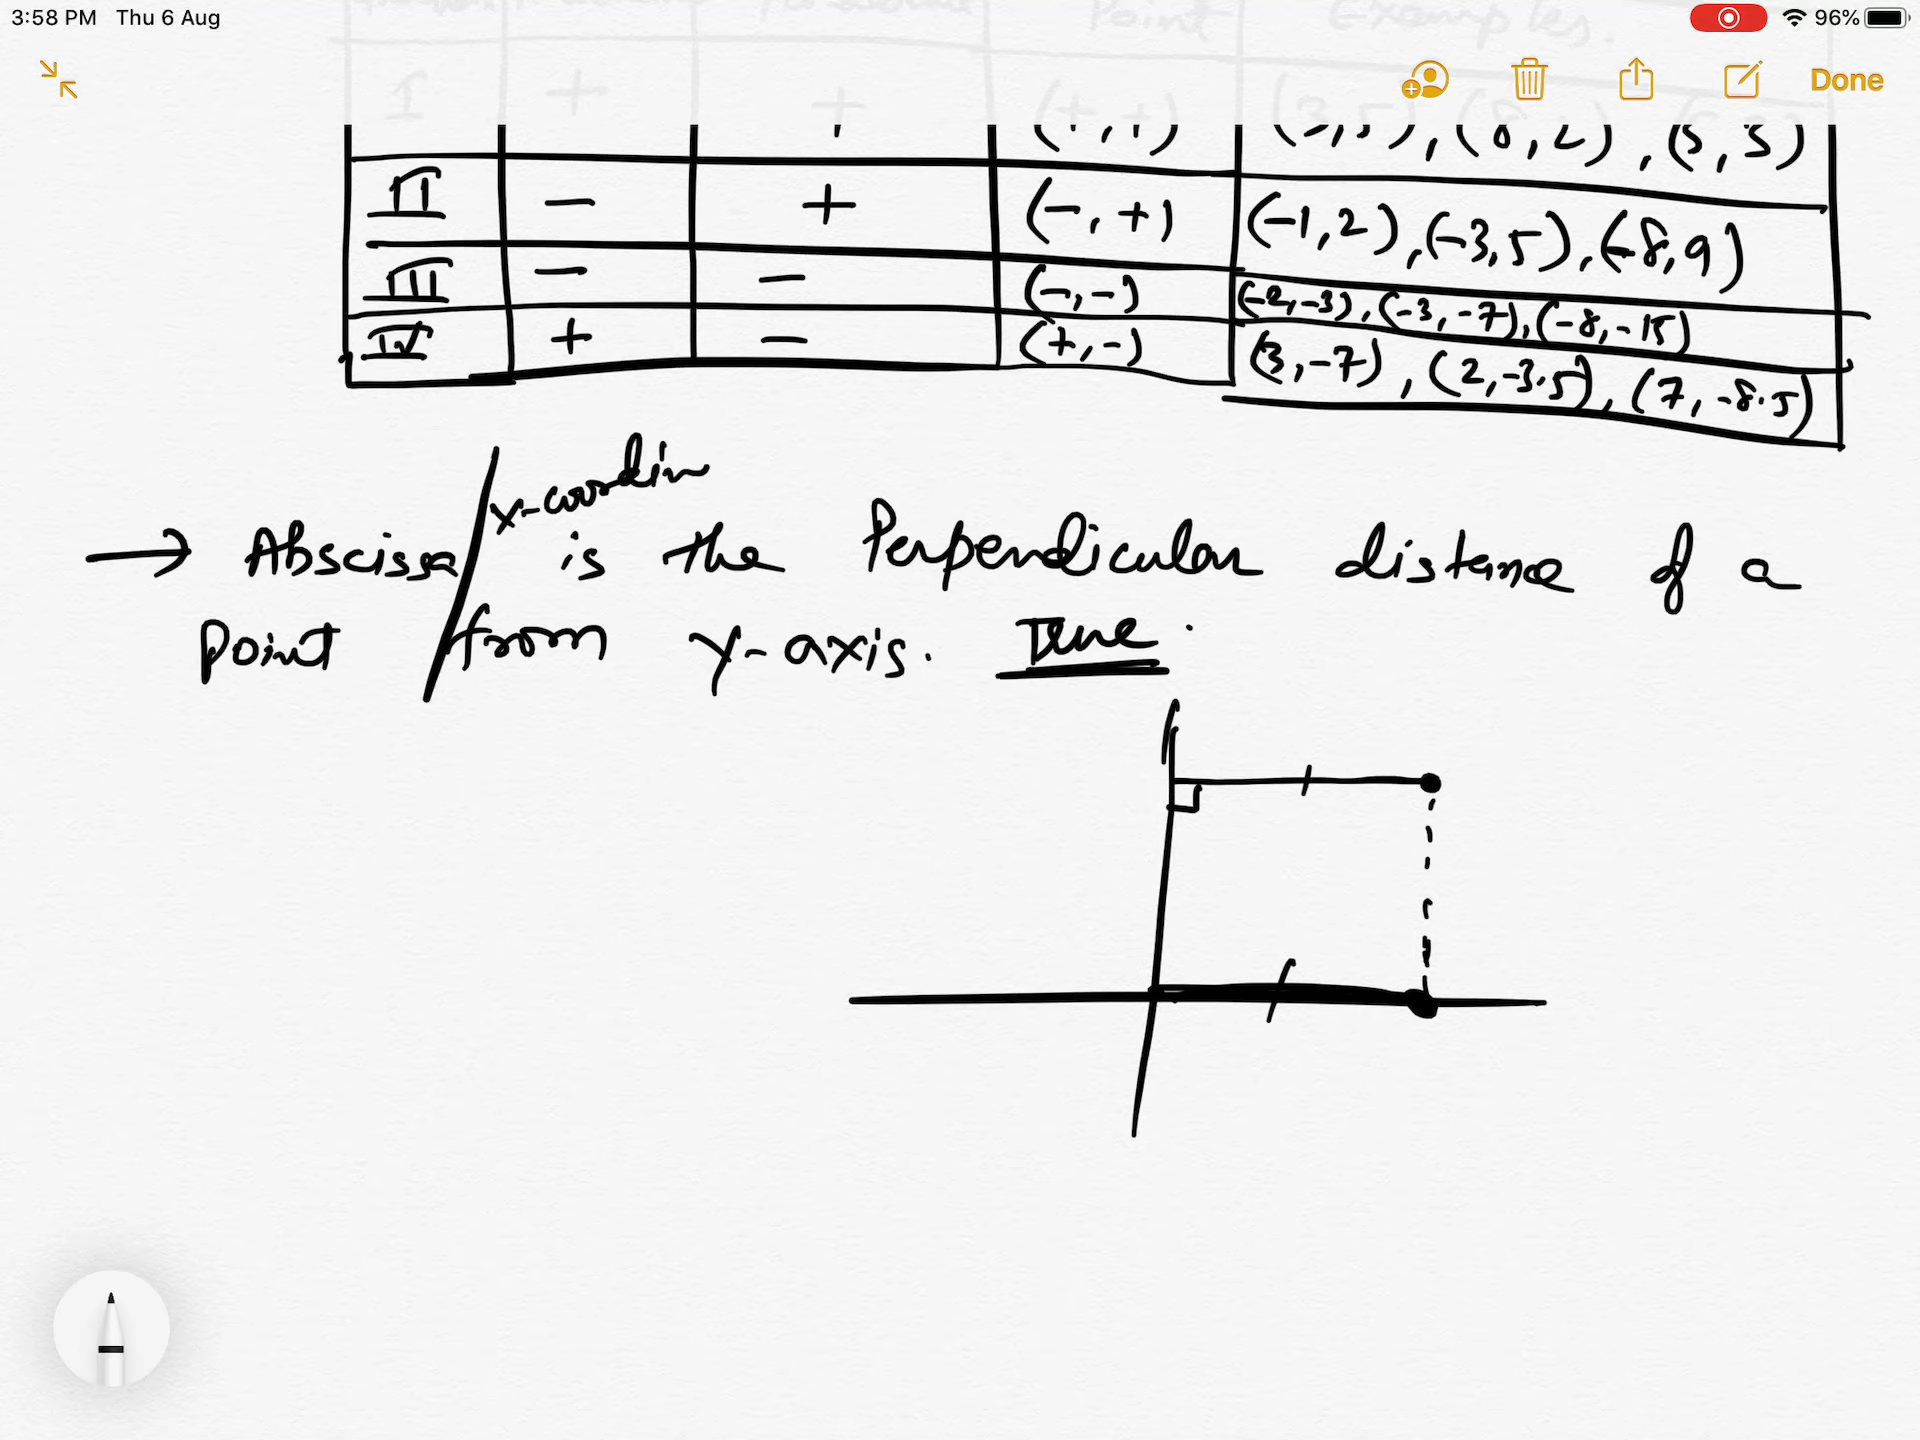 3:58 PM Thu 6 Aug 96%
Point Examples.
I + + (+,+)
Done
II − + (−,+) (-1,2),(-3,5),(-8,9)
III − − (−,−) (-2,-3),(-3,-7),(-8,-15)
IV + − (+,−) (3,-7),(2,-3.5),(7,-8.5)
x-coordin
→ Abscissa/ is the Perpendicular distance of a
Point from y-axis. True.